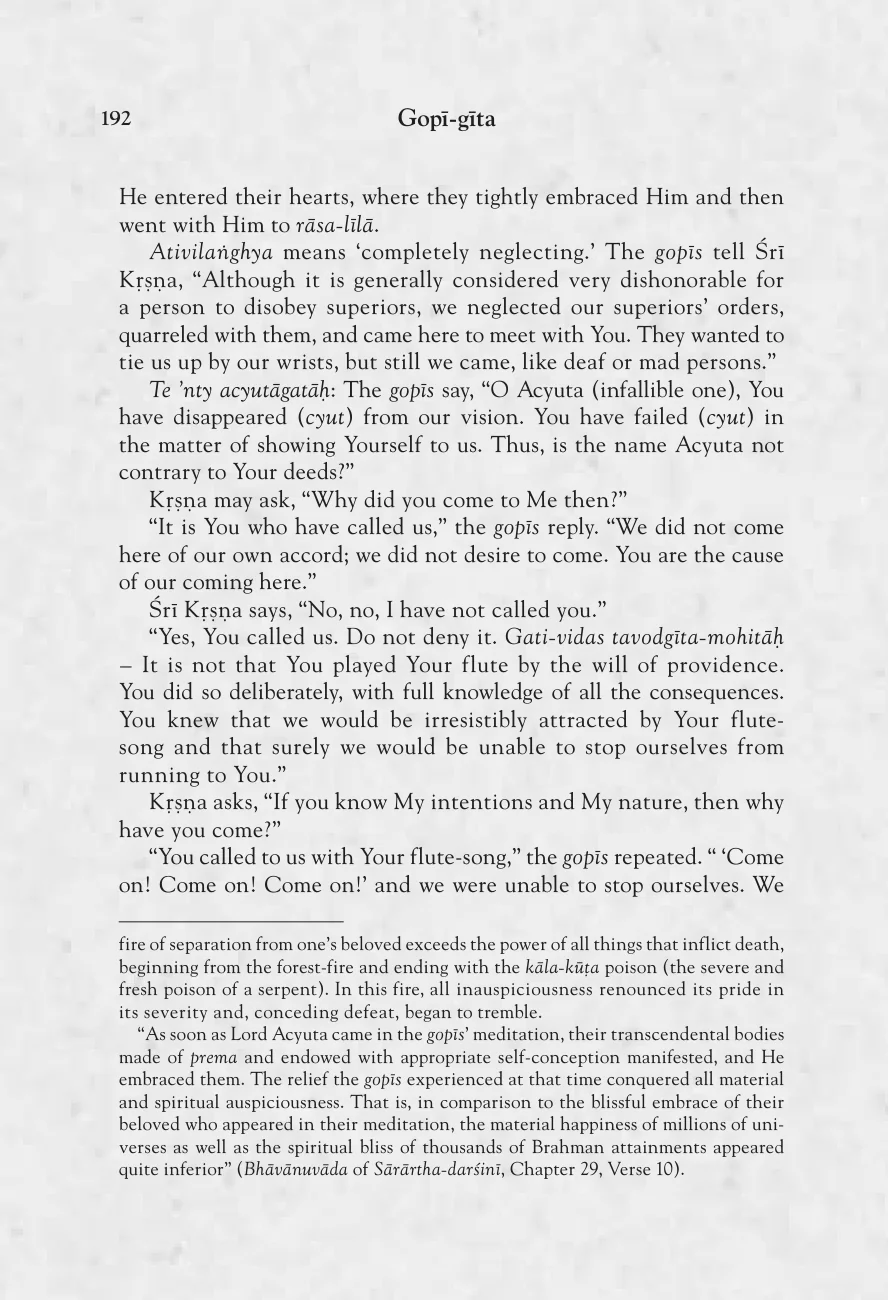 192
Gopī-gīta
He entered their hearts, where they tightly embraced Him and then
went with Him to rāsa-līlā.
Ativilaṅghya means ‘completely neglecting.’ The gopīs tell Śrī
Kṛṣṇa, “Although it is generally considered very dishonorable for
a person to disobey superiors, we neglected our superiors’ orders,
quarreled with them, and came here to meet with You. They wanted to
tie us up by our wrists, but still we came, like deaf or mad persons.”
Te ’nty acyutāgatāḥ: The gopīs say, “O Acyuta (infallible one), You
have disappeared (cyut) from our vision. You have failed (cyut) in
the matter of showing Yourself to us. Thus, is the name Acyuta not
contrary to Your deeds?”
Kṛṣṇa may ask, “Why did you come to Me then?”
“It is You who have called us,” the gopīs reply. “We did not come
here of our own accord; we did not desire to come. You are the cause
of our coming here.”
Śrī Kṛṣṇa says, “No, no, I have not called you.”
“Yes, You called us. Do not deny it. Gati-vidas tavodgīta-mohitāḥ
– It is not that You played Your flute by the will of providence.
You did so deliberately, with full knowledge of all the consequences.
You knew that we would be irresistibly attracted by Your flute-
song and that surely we would be unable to stop ourselves from
running to You.”
Kṛṣṇa asks, “If you know My intentions and My nature, then why
have you come?”
“You called to us with Your flute-song,” the gopīs repeated. “ ‘Come
on! Come on! Come on!’ and we were unable to stop ourselves. We
fire of separation from one’s beloved exceeds the power of all things that inflict death,
beginning from the forest-fire and ending with the kāla-kūṭa poison (the severe and
fresh poison of a serpent). In this fire, all inauspiciousness renounced its pride in
its severity and, conceding defeat, began to tremble.
“As soon as Lord Acyuta came in the gopīs’ meditation, their transcendental bodies
made of prema and endowed with appropriate self-conception manifested, and He
embraced them. The relief the gopīs experienced at that time conquered all material
and spiritual auspiciousness. That is, in comparison to the blissful embrace of their
beloved who appeared in their meditation, the material happiness of millions of uni-
verses as well as the spiritual bliss of thousands of Brahman attainments appeared
quite inferior” (Bhāvānuvāda of Sārārtha-darśinī, Chapter 29, Verse 10).